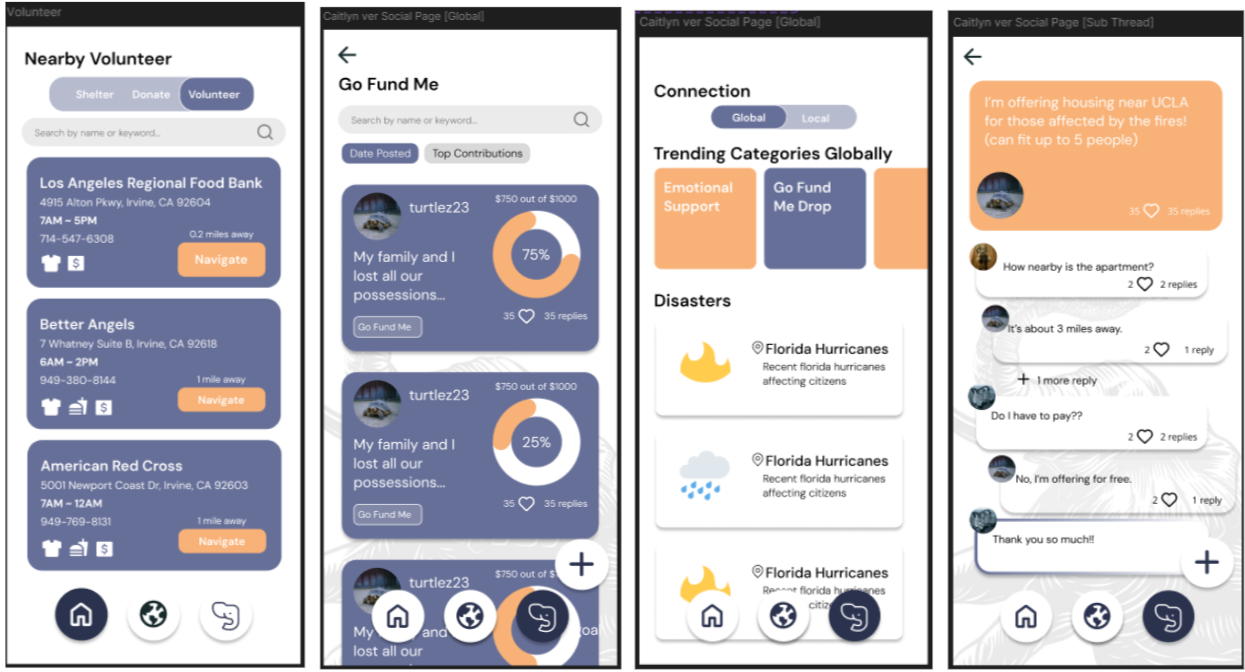 Volunteer
Nearby Volunteer
Shelter Donate Volunteer
Search by name or keyword...
Los Angeles Regional Food Bank
4915 Alton Pkwy, Irvine, CA 92604
7AM – 5PM
714-547-6308
0.2 miles away
Navigate
Better Angels
7 Whatney Suite B, Irvine, CA 92618
6AM – 2PM
949-380-8144
1 mile away
Navigate
American Red Cross
5001 Newport Coast Dr, Irvine, CA 92603
7AM – 12AM
949-769-8131
1 mile away
Navigate
Caitlyn ver Social Page [Global]
Go Fund Me
Search by name or keyword...
Date Posted Top Contributions
turtlez23
$750 out of $1000
75%
My family and I
lost all our
possessions...
Go Fund Me
35 35 replies
turtlez23
$750 out of $1000
25%
My family and I
lost all our
possessions...
Go Fund Me
35 35 replies
turtlez23
$750 out of $1
My and
lost all our
goa
Caitlyn ver Social Page [Global]
Connection
Global Local
Trending Categories Globally
Emotional
Support
Go Fund
Me Drop
Disasters
Florida Hurricanes
Recent florida hurricanes
affecting citizens
Florida Hurricanes
Recent florida hurricanes
affecting citizens
Florida Hurricanes
Recent florida hurricanes
citiz
Caitlyn ver Social Page [Sub Thread]
I'm offering housing near UCLA
for those affected by the fires!
(can fit up to 5 people)
35 35 replies
How nearby is the apartment?
2 2 replies
It's about 3 miles away.
2 1 reply
1 more reply
Do I have to pay??
2 2 replies
No, I'm offering for free.
2 1 reply
Thank you so much!!